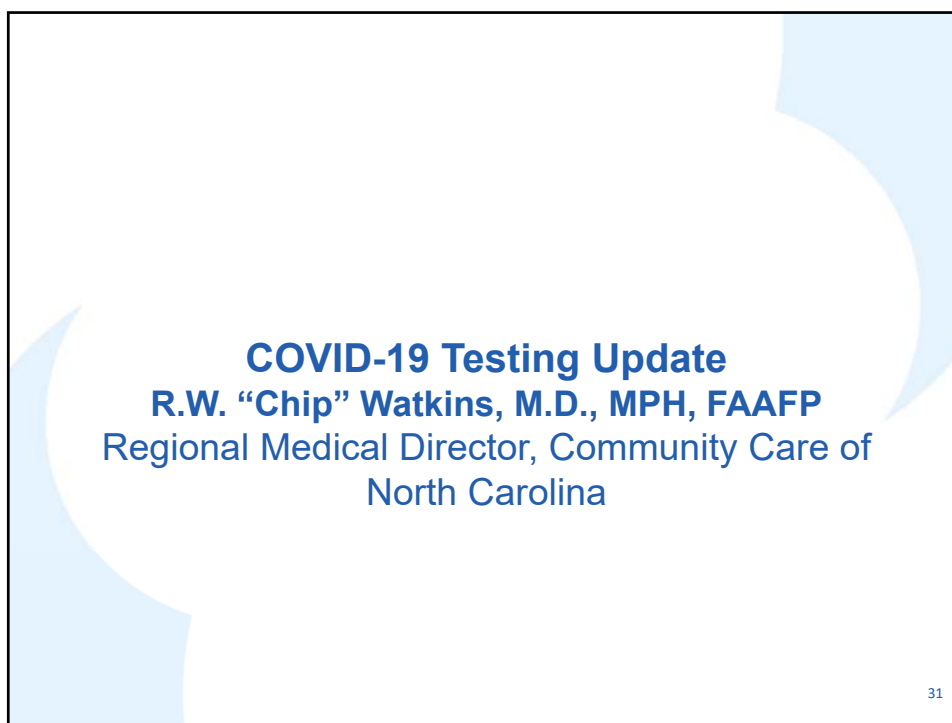 COVID-19 Testing Update
R.W. “Chip” Watkins, M.D., MPH, FAAFP
Regional Medical Director, Community Care of
North Carolina
31